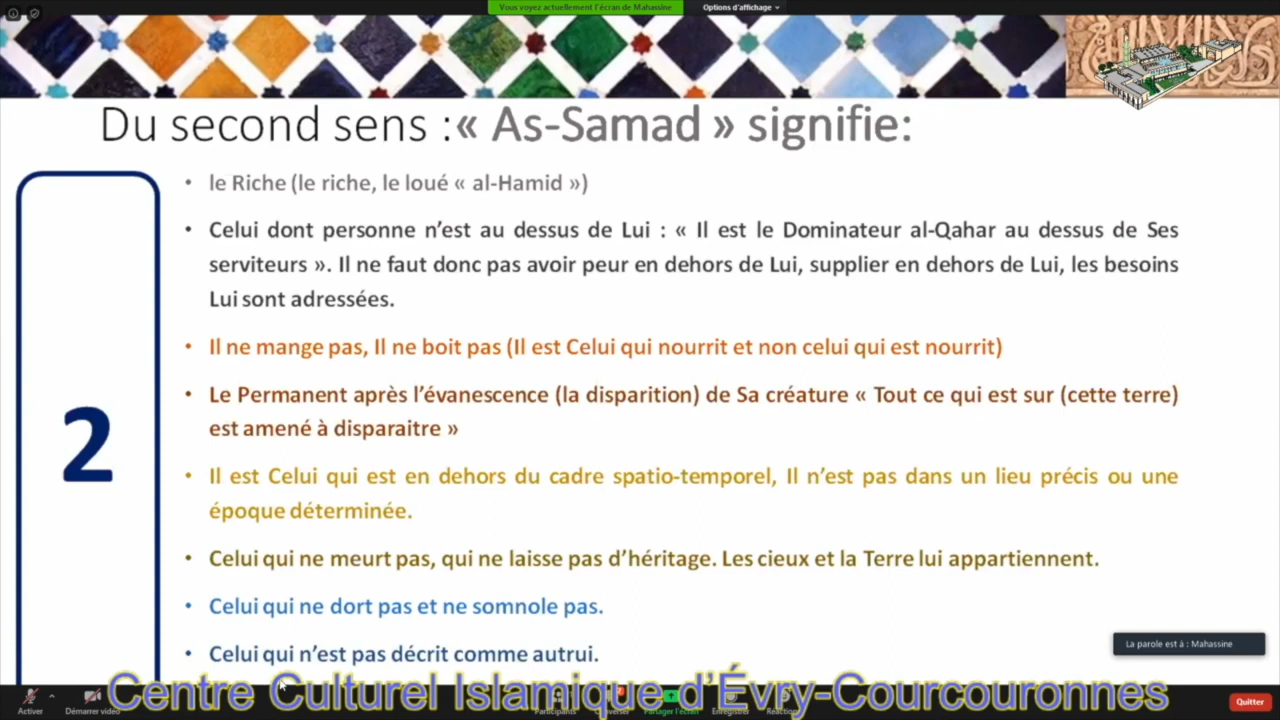 Vous voyez actuellement l'écran de Mahassine
Options d'affichage
Du second sens :« As-Samad » signifie:
2
• le Riche (le riche, le loué « al-Hamid »)
• Celui dont personne n'est au dessus de Lui : « Il est le Dominateur al-Qahar au dessus de Ses
serviteurs ». Il ne faut donc pas avoir peur en dehors de Lui, supplier en dehors de Lui, les besoins
Lui sont adressées.
• Il ne mange pas, Il ne boit pas (Il est Celui qui nourrit et non celui qui est nourrit)
• Le Permanent après l'évanescence (la disparition) de Sa créature « Tout ce qui est sur (cette terre)
est amené à disparaitre »
• Il est Celui qui est en dehors du cadre spatio-temporel, Il n'est pas dans un lieu précis ou une
époque déterminée.
• Celui qui ne meurt pas, qui ne laisse pas d'héritage. Les cieux et la Terre lui appartiennent.
• Celui qui ne dort pas et ne somnole pas.
• Celui qui n'est pas décrit comme autrui.
La parole est à : Mahassine
Centre Culturel Islamique d'Évry-Courcouronnes
Activer
Démarrer vidéo
Participants
Converser
Partager l'écran
Enregistrer
Réactions
Quitter